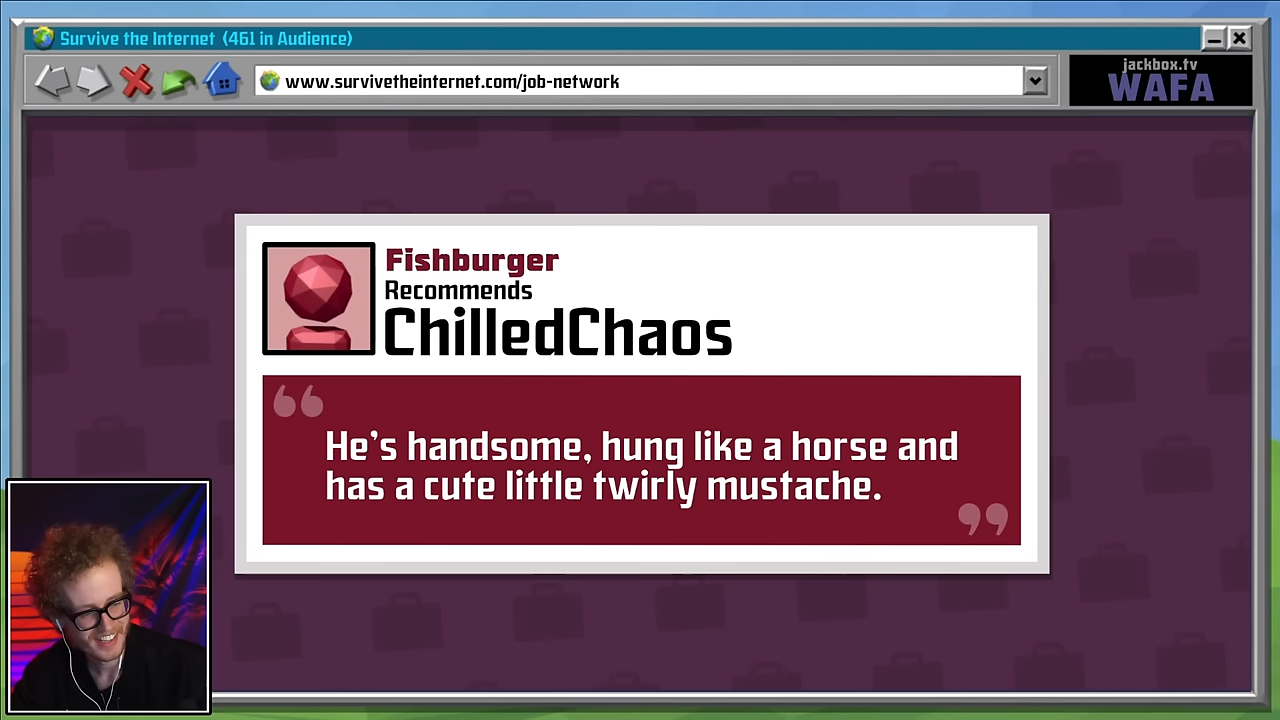 Survive the Internet (461 in Audience)
www.survivetheinternet.com/job-network
jackbox.tv
WAFA
Fishburger
Recommends
ChilledChaos
“
He’s handsome, hung like a horse and
has a cute little twirly mustache.
”